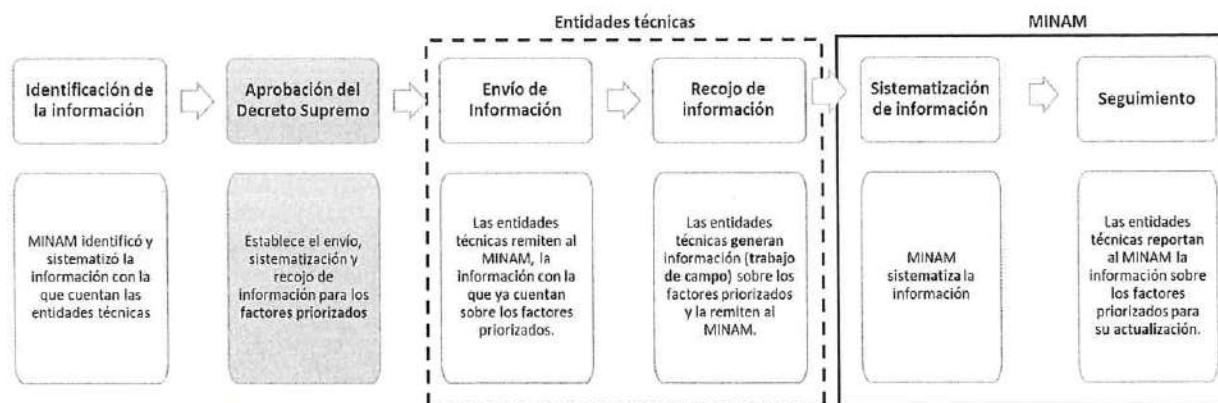 Entidades técnicas
MINAM
Identificación de
la información
Aprobación del
Decreto Supremo
Envío de
Información
Recojo de
información
Sistematización
de información
Seguimiento
MINAM identificó y
sistematizó la
información con la
que cuentan las
entidades técnicas
Establece el envío,
sistematización y
recojo de
información para los
factores priorizados
Las entidades
técnicas remiten al
MINAM, la
información con la
que ya cuentan
sobre los factores
priorizados.
Las entidades
técnicas generan
información (trabajo
de campo) sobre los
factores priorizados
y la remiten al
MINAM.
MINAM
sistematiza la
información
Las entidades
técnicas reportan
al MINAM la
información sobre
los factores
priorizados para
su actualización.